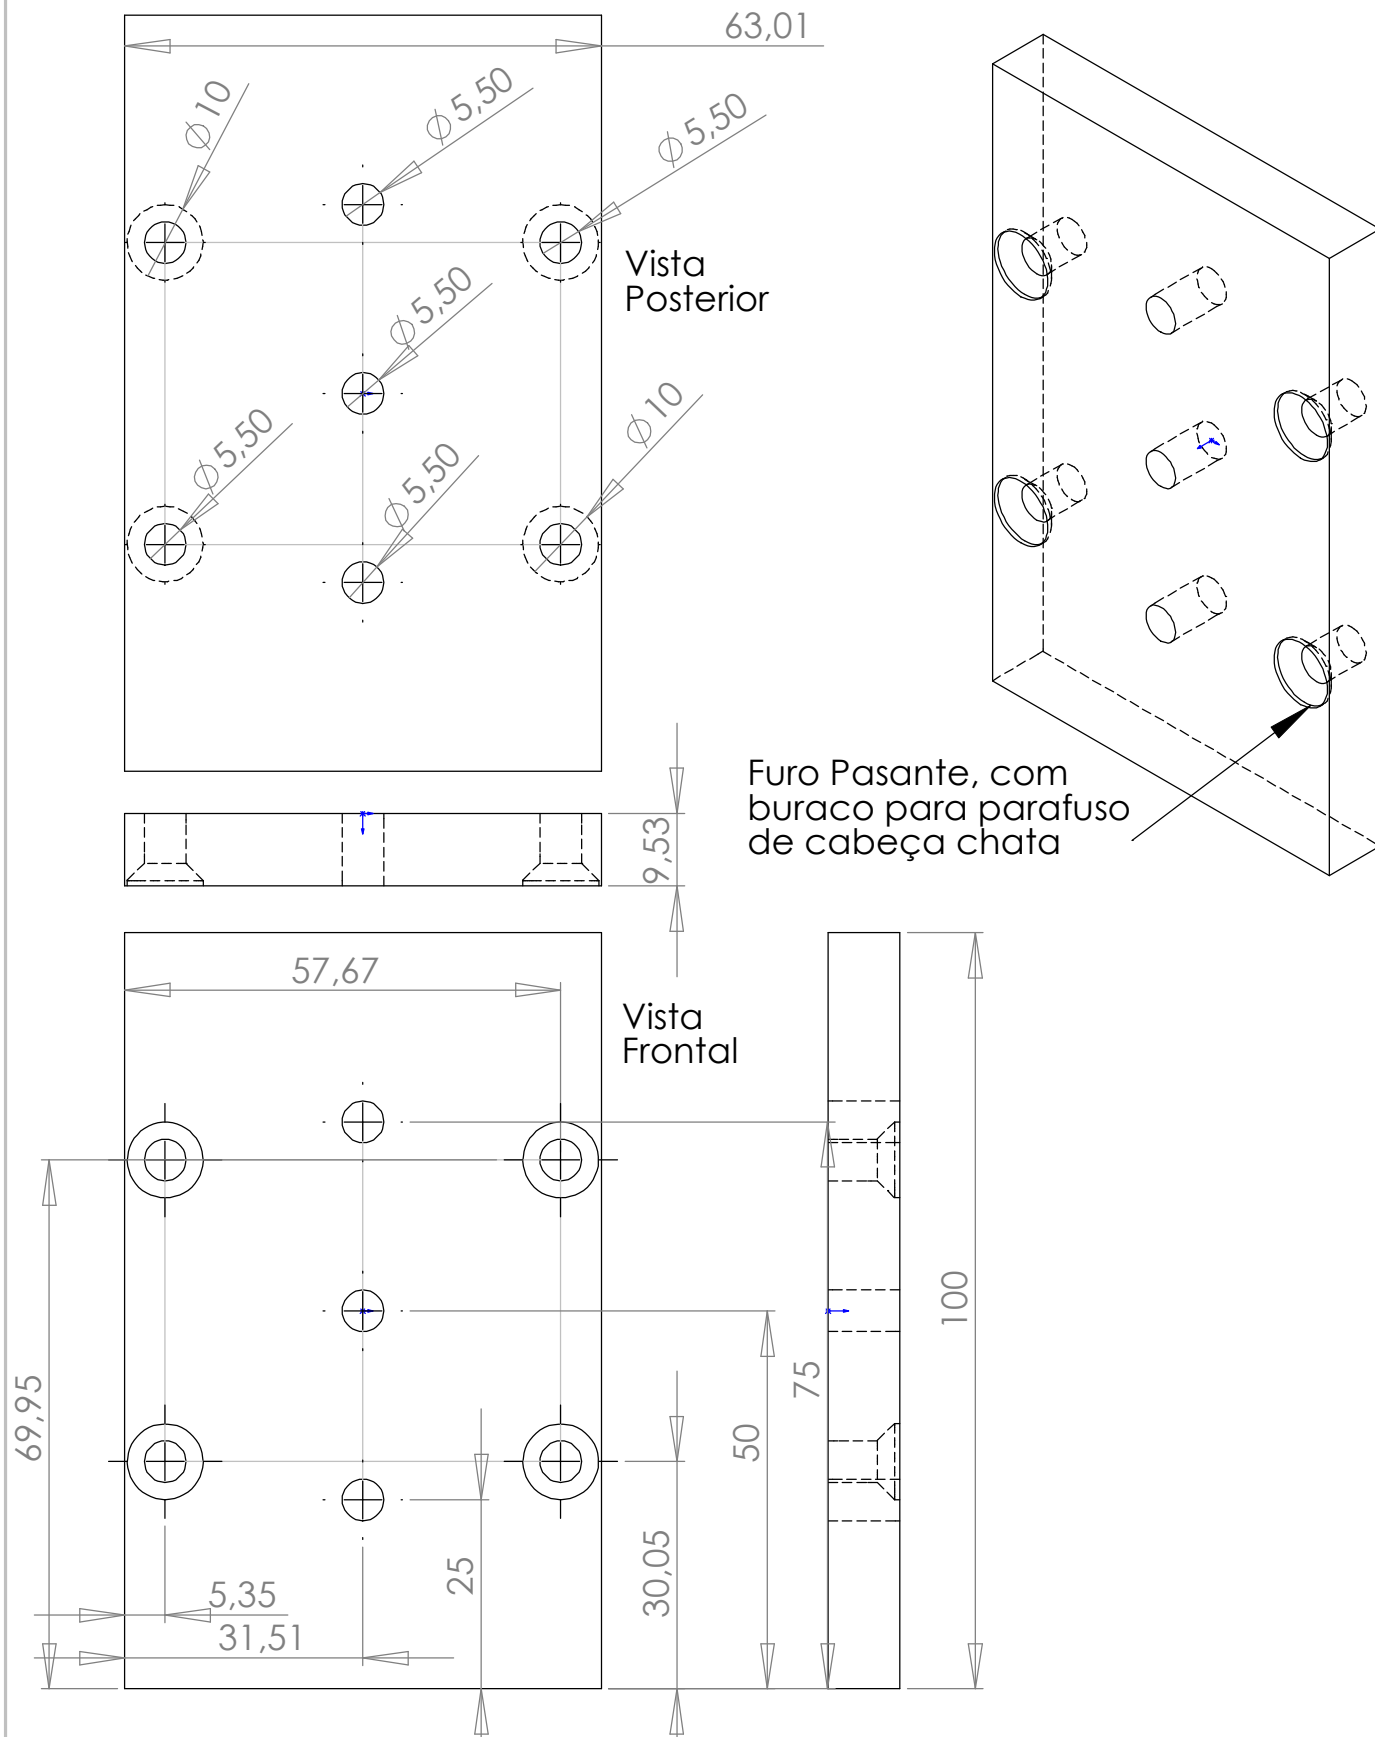 63,01
Ø 10
Ø 5,50
Ø 5,50
Vista
Posterior
Ø 5,50
Ø 10
Ø 5,50
Ø 5,50
Furo Pasante, com
buraco para parafuso
de cabeça chata
9,53
57,67
Vista
Frontal
69,95
100
75
50
25
30,05
5,35
31,51